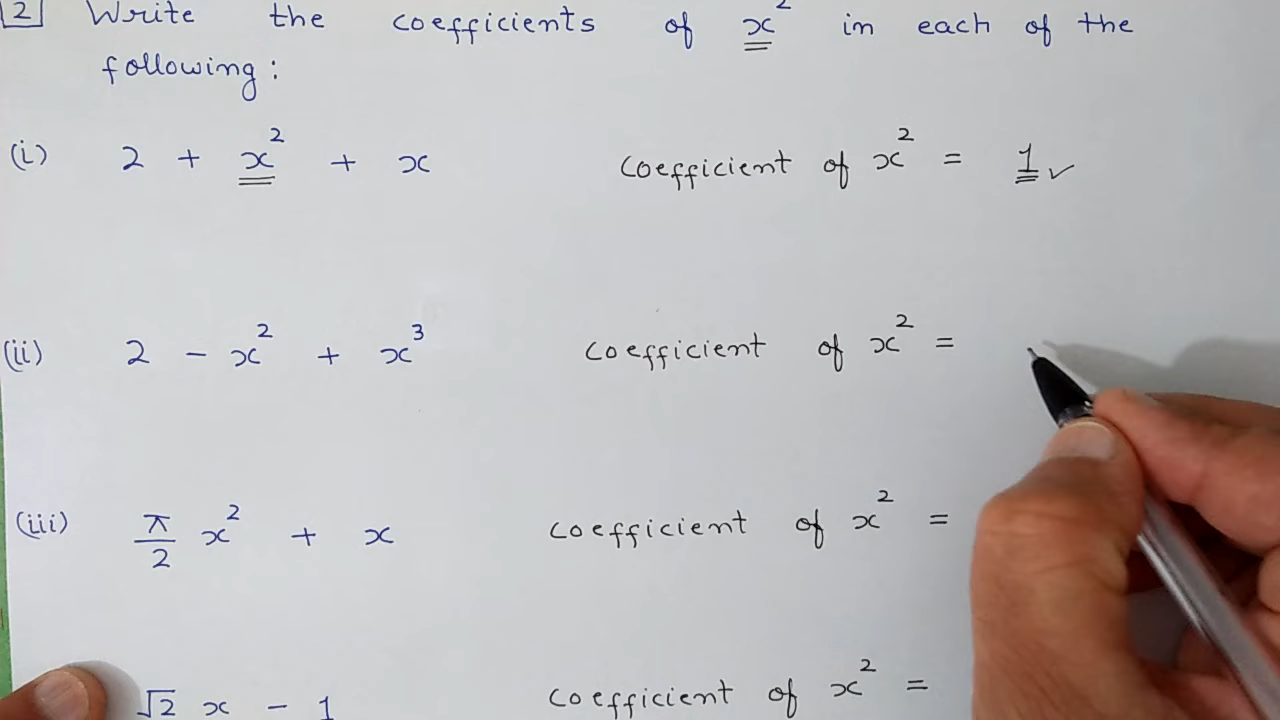 2 Write the coefficients of x² in each of the
following:
(i) 2 + x² + x coefficient of x² = 1 ✓
(ii) 2 - x² + x³ coefficient of x² =
(iii) π/2 x² + x coefficient of x² =
√2 x - 1 coefficient of x² =